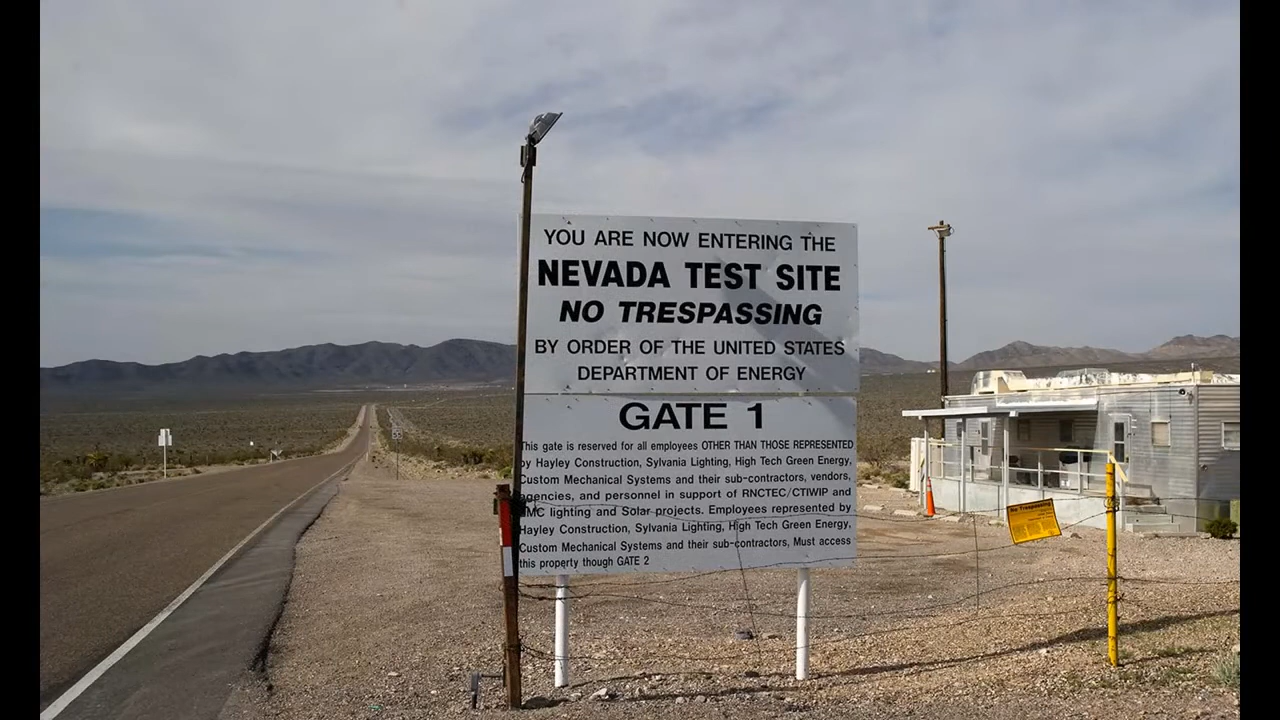 YOU ARE NOW ENTERING THE
NEVADA TEST SITE
NO TRESPASSING
BY ORDER OF THE UNITED STATES
DEPARTMENT OF ENERGY
GATE 1
This gate is reserved for all employees OTHER THAN THOSE REPRESENTED
by Hayley Construction, Sylvania Lighting, High Tech Green Energy,
Custom Mechanical Systems and their sub-contractors, vendors,
agencies, and personnel in support of RNCTEC/CTIWIP and
lighting and Solar projects. Employees represented by
Hayley Construction, Sylvania Lighting, High Tech Green Energy,
Custom Mechanical Systems and their sub-contractors, Must access
this property though GATE 2
No Trespassing